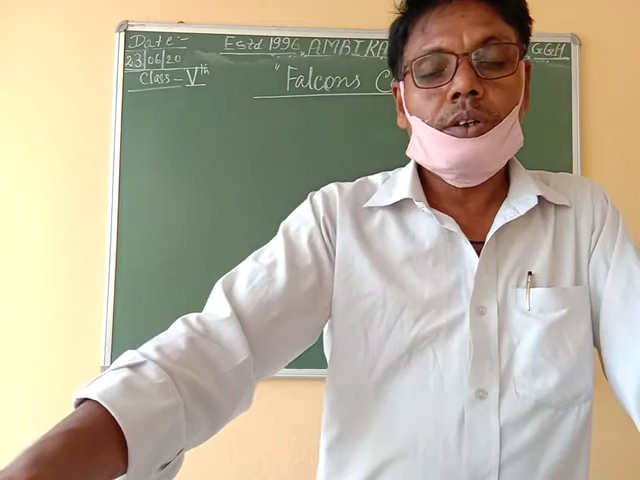 Date:-
23/06/20
Class - Vth
Estd 1996 AMBIKA
GGH
"Falcons C